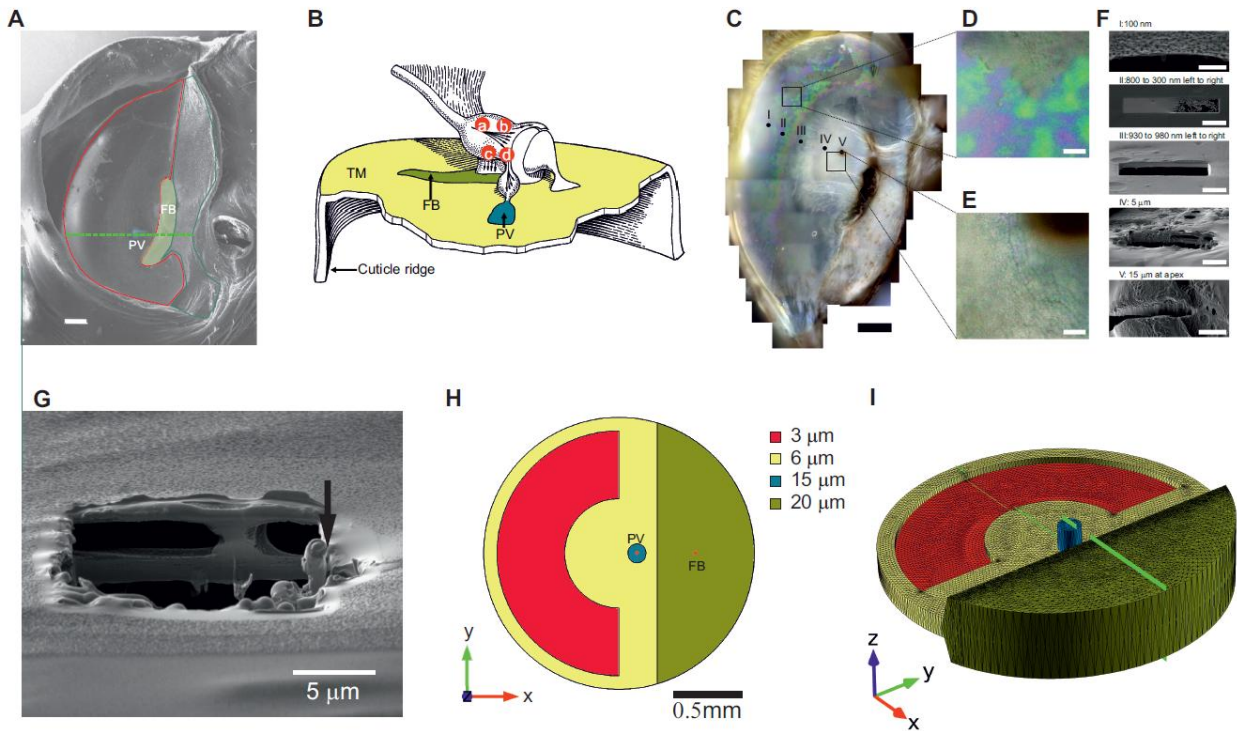 A
FB
PV
B
a
b
c
d
TM
FB
PV
Cuticle ridge
C
I
II
III
IV
V
D
E
F
I:100 nm
II:800 to 300 nm left to right
III:930 to 980 nm left to right
IV:5 μm
V:15 μm at apex
G
5 μm
H
PV
FB
3 μm
6 μm
15 μm
20 μm
y
x
0.5mm
I
z
y
x